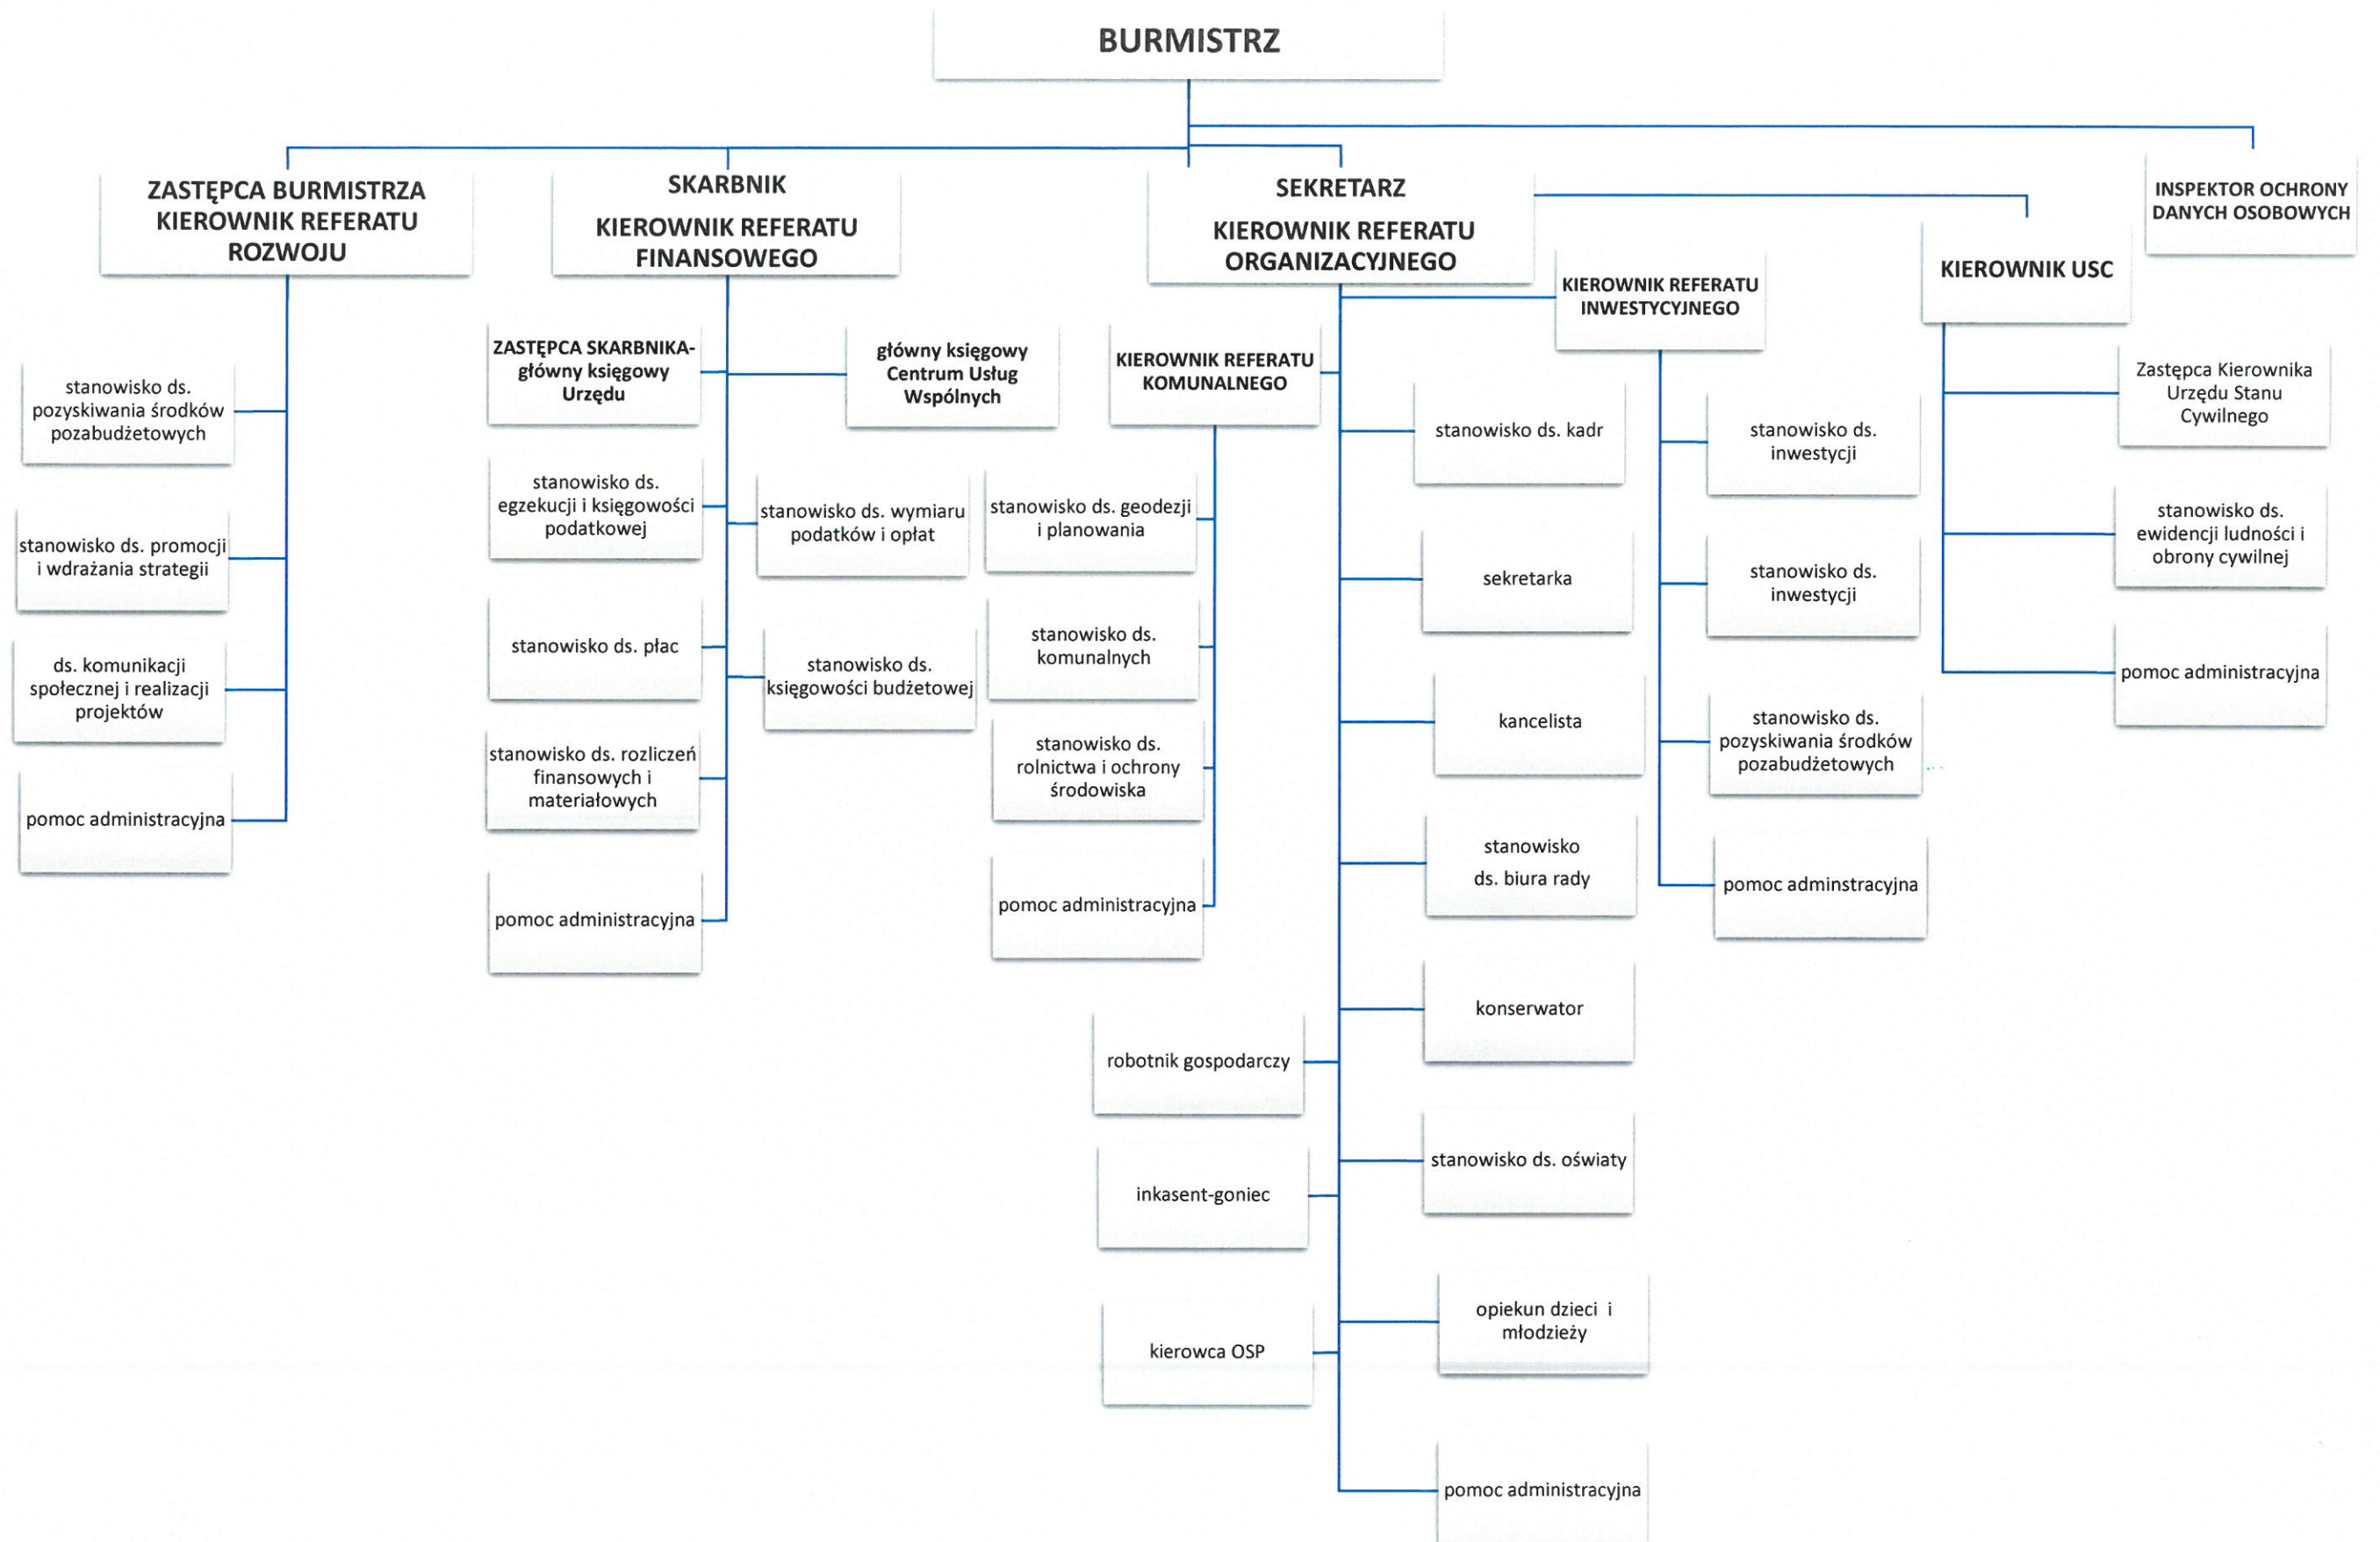 BURMISTRZ
ZASTĘPCA BURMISTRZA
KIEROWNIK REFERATU
ROZWOJU
stanowisko ds.
pozyskiwania środków
pozabudżetowych
stanowisko ds. promocji
i wdrażania strategii
ds. komunikacji
społecznej i realizacji
projektów
pomoc administracyjna
SKARBNIK
KIEROWNIK REFERATU
FINANSOWEGO
ZASTĘPCA SKARBNIKA-
główny księgowy
Urzędu
główny księgowy
Centrum Usług
Wspólnych
stanowisko ds.
egzekucji i księgowości
podatkowej
stanowisko ds. wymiaru
podatków i opłat
stanowisko ds. płac
stanowisko ds.
księgowości budżetowej
stanowisko ds. rozliczeń
finansowych i
materiałowych
pomoc administracyjna
SEKRETARZ
KIEROWNIK REFERATU
ORGANIZACYJNEGO
KIEROWNIK REFERATU
KOMUNALNEGO
stanowisko ds. geodezji
i planowania
stanowisko ds.
komunalnych
stanowisko ds.
rolnictwa i ochrony
środowiska
pomoc administracyjna
stanowisko ds. kadr
sekretarka
kancelista
stanowisko
ds. biura rady
konserwator
robotnik gospodarczy
stanowisko ds. oświaty
inkasent-goniec
opiekun dzieci  i
młodzieży
kierowca OSP
pomoc administracyjna
KIEROWNIK REFERATU
INWESTYCYJNEGO
stanowisko ds.
inwestycji
stanowisko ds.
inwestycji
stanowisko ds.
pozyskiwania środków
pozabudżetowych
pomoc adminstracyjna
KIEROWNIK USC
Zastępca Kierownika
Urzędu Stanu
Cywilnego
stanowisko ds.
ewidencji ludności i
obrony cywilnej
pomoc administracyjna
INSPEKTOR OCHRONY
DANYCH OSOBOWYCH